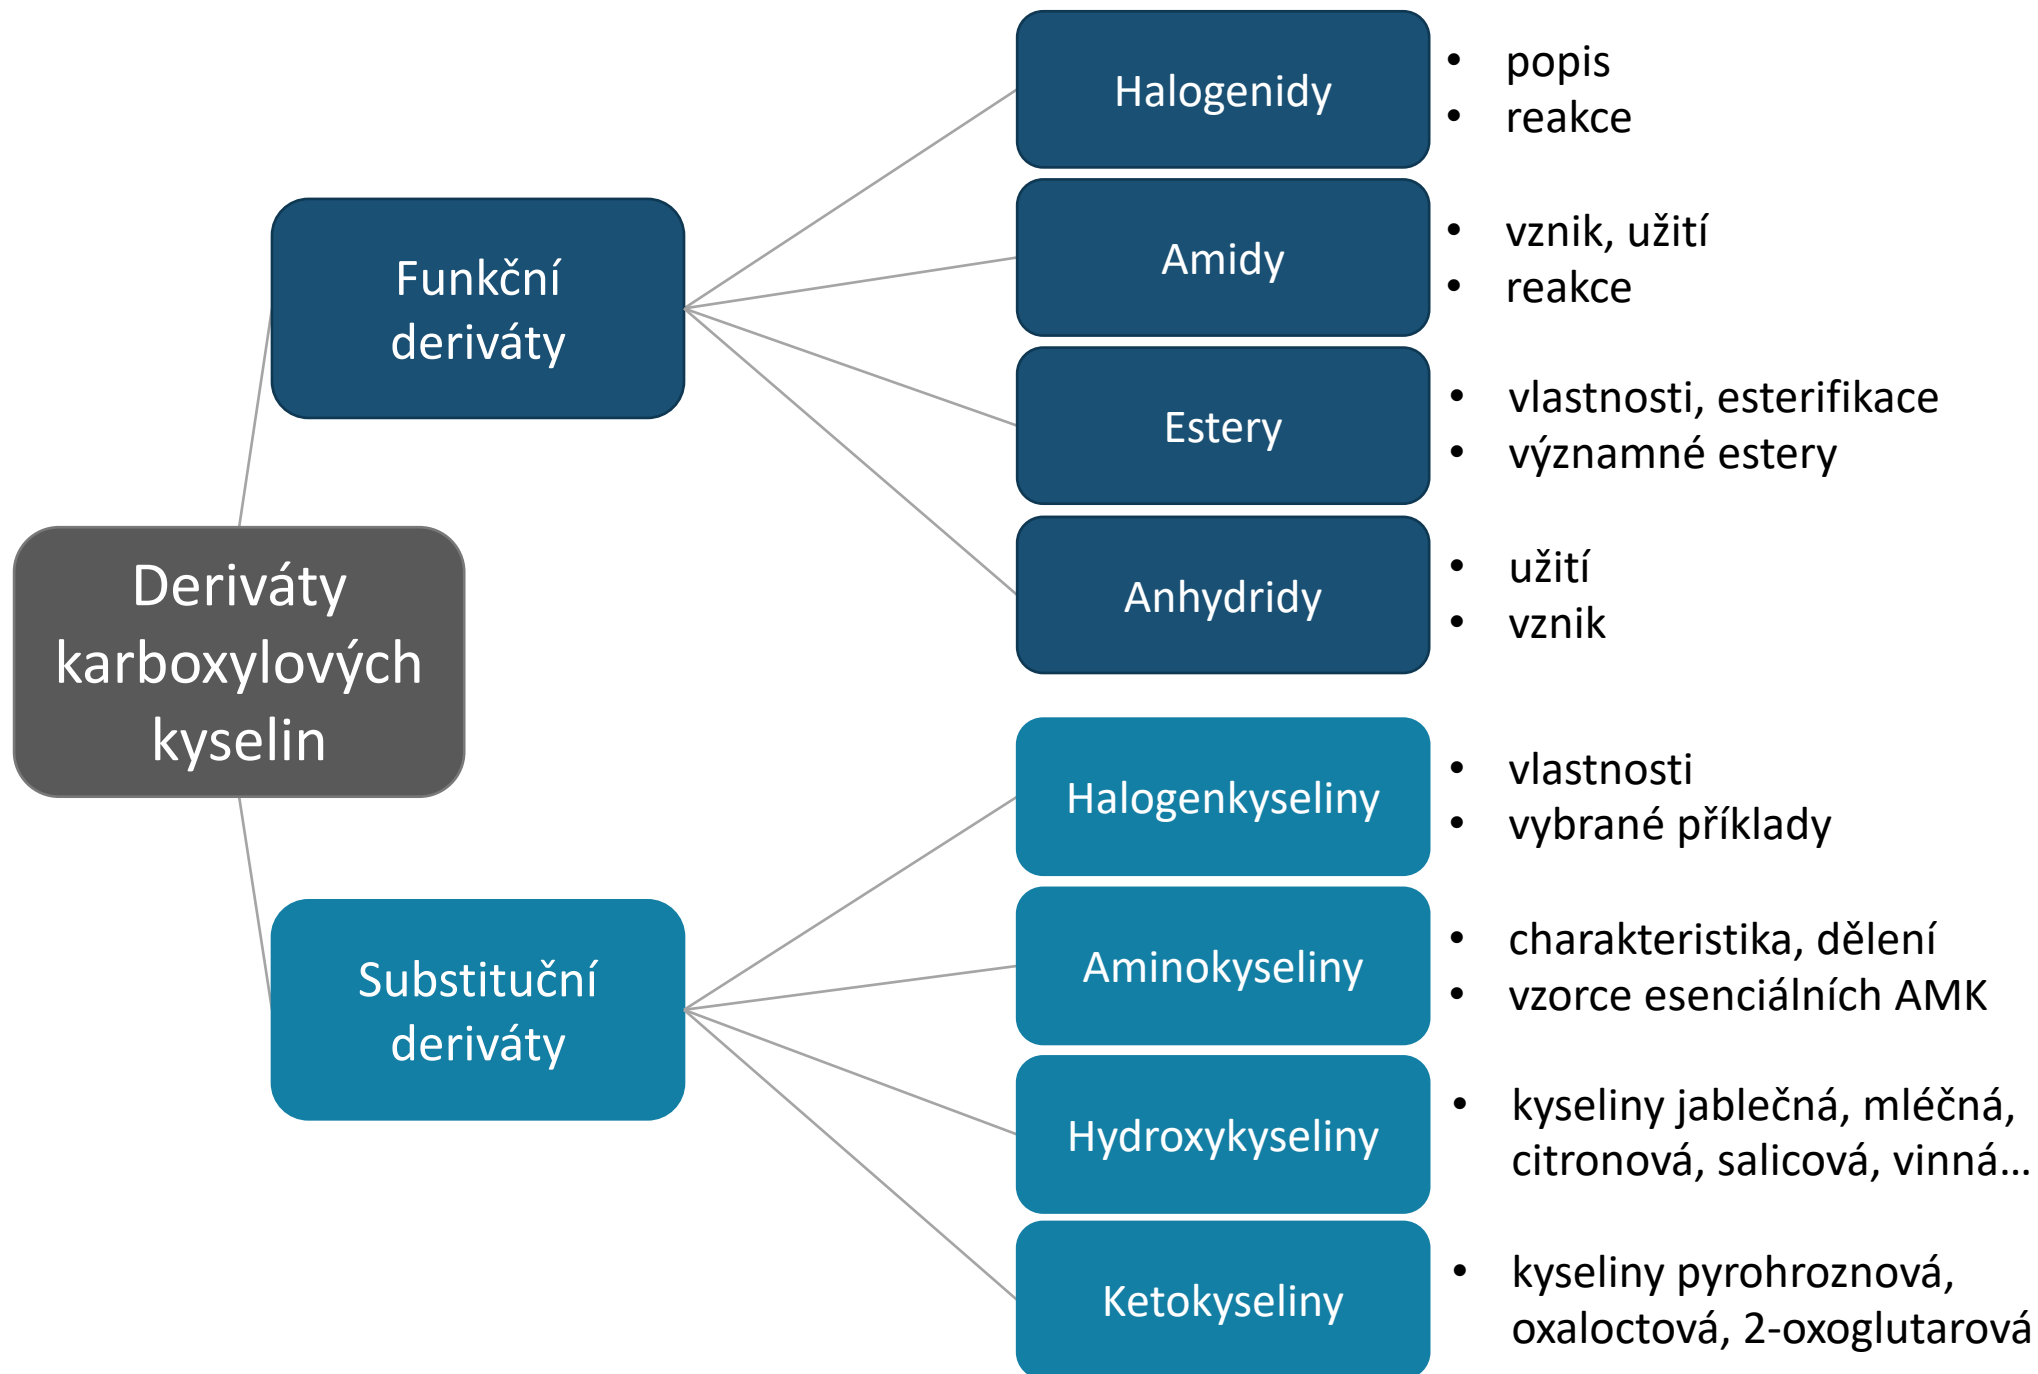 Deriváty
karboxylových
kyselin
Funkční
deriváty
Halogenidy
• popis
• reakce
Amidy
• vznik, užití
• reakce
Estery
• vlastnosti, esterifikace
• významné estery
Anhydridy
• užití
• vznik
Substituční
deriváty
Halogenkyseliny
• vlastnosti
• vybrané příklady
Aminokyseliny
• charakteristika, dělení
• vzorce esenciálních AMK
Hydroxykyseliny
• kyseliny jablečná, mléčná,
citronová, salicová, vinná…
Ketokyseliny
• kyseliny pyrohroznová,
oxaloctová, 2-oxoglutarová